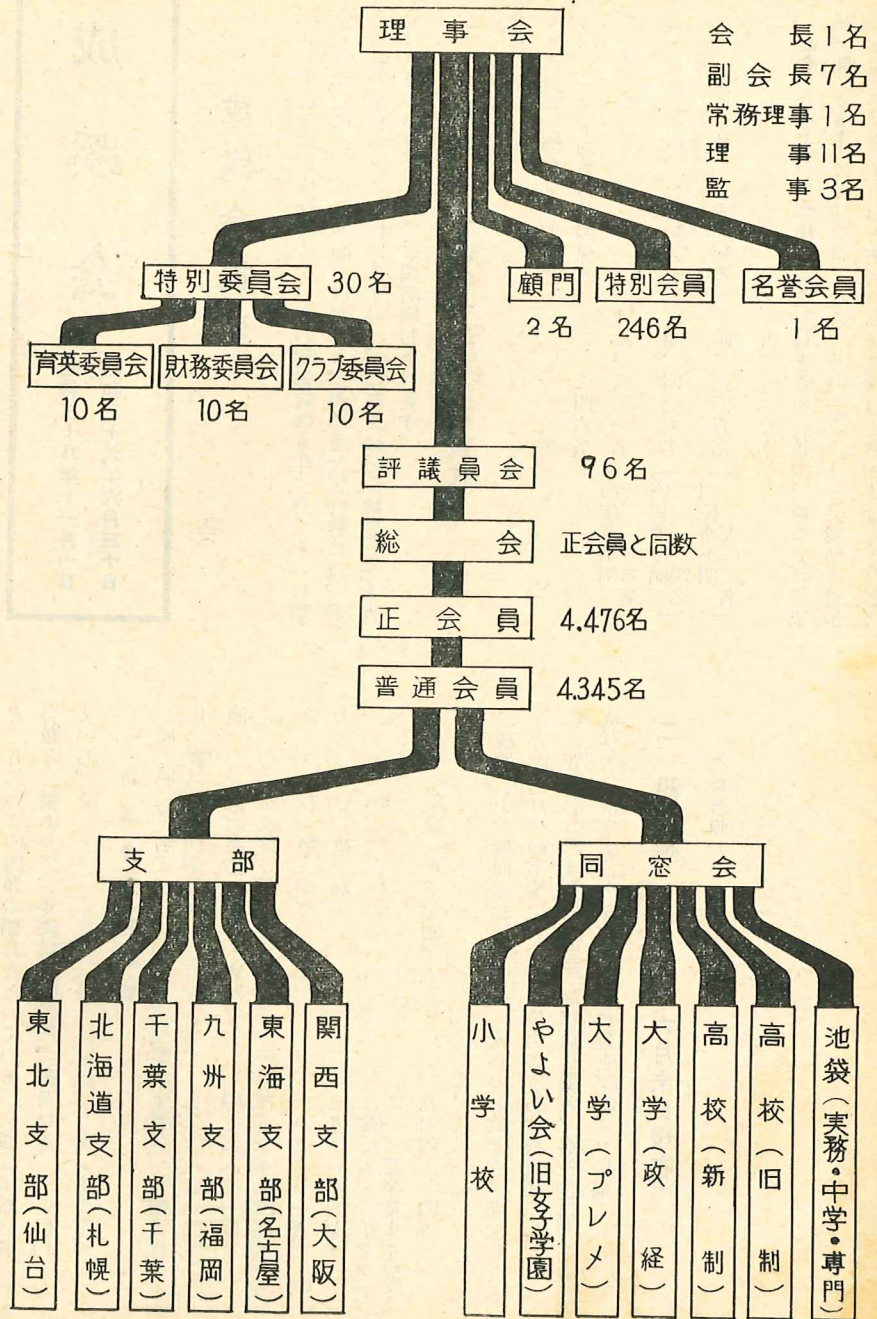 理事会
会長1名
副会長7名
常務理事1名
理事11名
監事3名
特別委員会 30名
顧門 2名
特別会員 246名
名誉会員 1名
育英委員会 10名
財務委員会 10名
クラブ委員会 10名
評議員会 96名
総会 正会員と同数
正会員 4.476名
普通会員 4.345名
支部
同窓会
東北支部(仙台)
北海道支部(札幌)
千葉支部(千葉)
九州支部(福岡)
東海支部(名古屋)
関西支部(大阪)
小学校
やよい会(旧女子学園)
大学(プレメ)
大学(政経)
高校(新制)
高校(旧制)
池袋(実務・中学・専門)